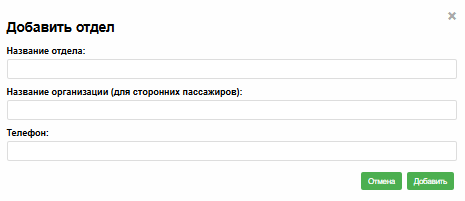 Добавить отдел
Название отдела:
Название организации (для сторонних пассажиров):
Телефон:
Отмена Добавить